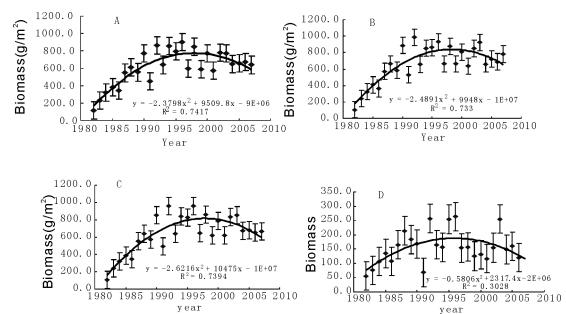 A
Biomass(g/m²)
1200.0
1000.0
800.0
600.0
400.0
200.0
0.0
y = -2.3798x² + 9509.8x - 9E+06
R² = 0.7417
1980 1985 1990 1995 2000 2005 2010
Year
B
Biomass(g/m²)
1200.0
1000.0
800.0
600.0
400.0
200.0
0.0
y = -2.4891x² + 9948x - 1E+07
R² = 0.733
1980 1985 1990 1995 2000 2005 2010
Year
C
Biomass(g/m²)
1200.0
1000.0
800.0
600.0
400.0
200.0
0.0
y = -2.6216x² + 10475x - 1E+07
R² = 0.7394
1980 1985 1990 1995 2000 2005 2010
Year
D
Biomass
350.0
300.0
250.0
200.0
150.0
100.0
50.0
0.0
y = -0.5806x²+2317.4x-2E+06
R² = 0.3028
1980 1985 1990 1995 2000 2005 2010
year